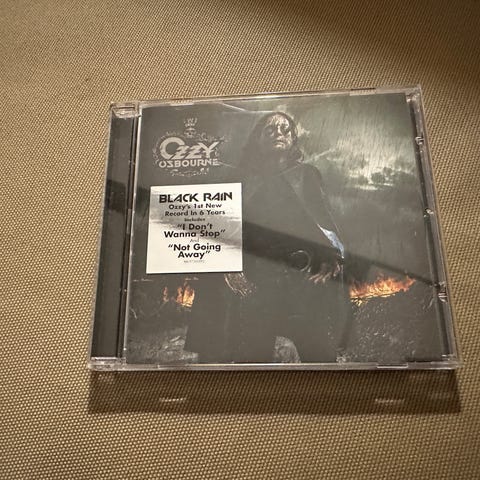 OZZY
OSBOURNE
BLACK RAIN
Ozzy's 1st New
Record In 6 Years
Includes
"I Don't
Wanna Stop"
And
"Not Going
Away"